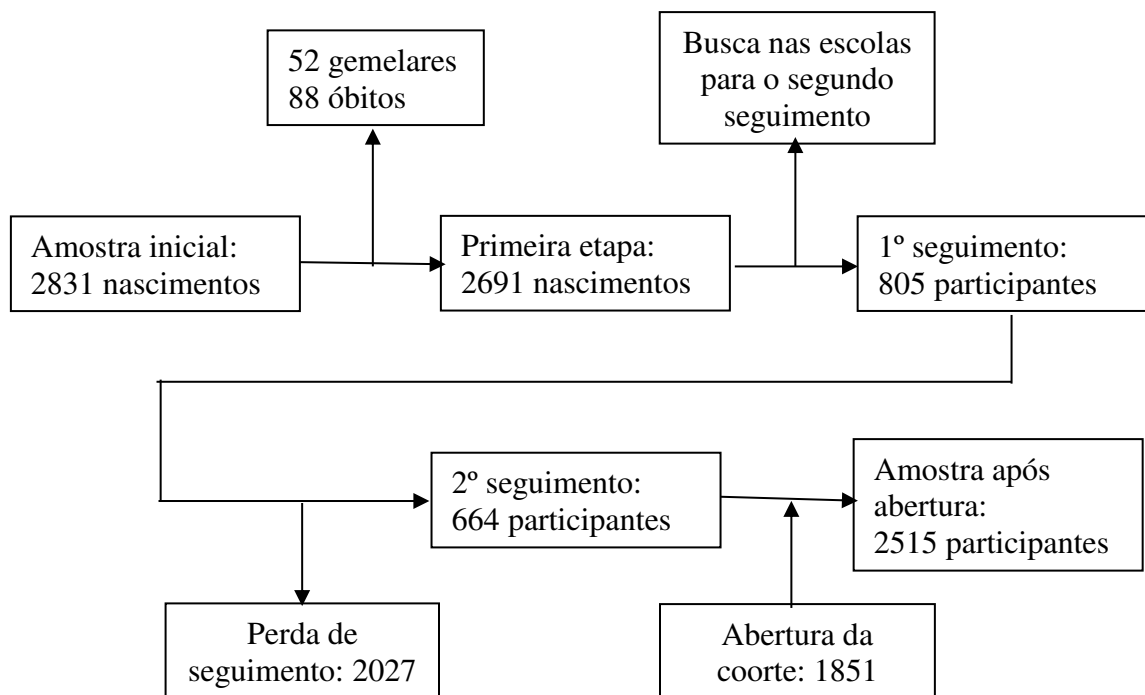 52 gemelares
88 óbitos
Busca nas escolas
para o segundo
seguimento
Amostra inicial:
2831 nascimentos
Primeira etapa:
2691 nascimentos
1º seguimento:
805 participantes
2º seguimento:
664 participantes
Amostra após
abertura:
2515 participantes
Perda de
seguimento: 2027
Abertura da
coorte: 1851